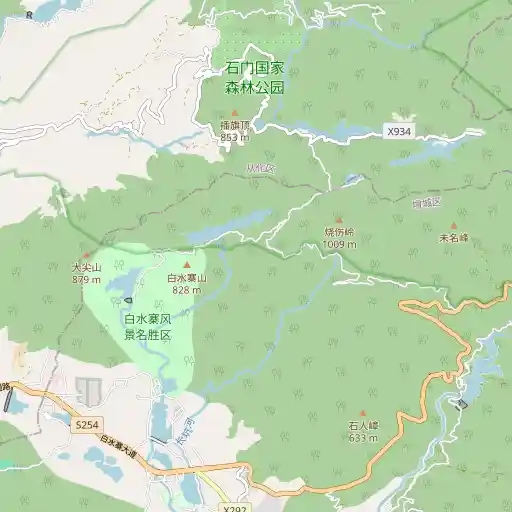 石门国家
森林公园
插旗顶
853 m
X934
从化区
增城区
烧伤岭
1009 m
未名峰
大尖山
879 m
白水寨山
828 m
白水寨风
景名胜区
S254
白水寨大道
石人嶂
633 m
X292